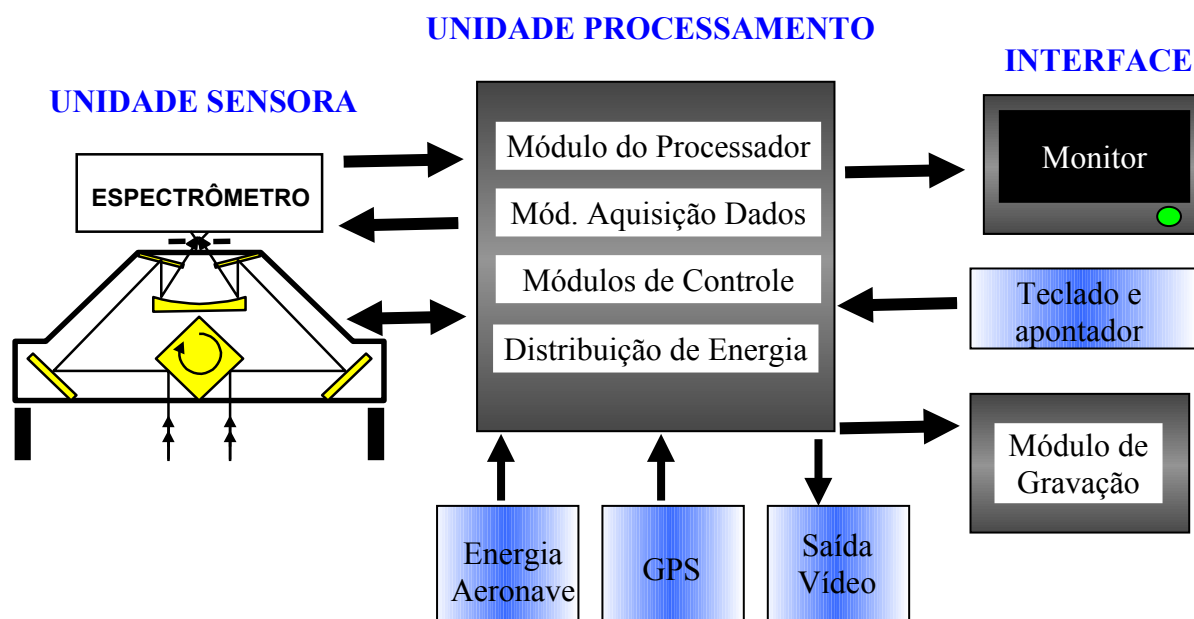 UNIDADE PROCESSAMENTO
INTERFACE
UNIDADE SENSORA
ESPECTRÔMETRO
Módulo do Processador
Mód. Aquisição Dados
Módulos de Controle
Distribuição de Energia
Monitor
Teclado e
apontador
Módulo de
Gravação
Energia
Aeronave
GPS
Saída
Vídeo